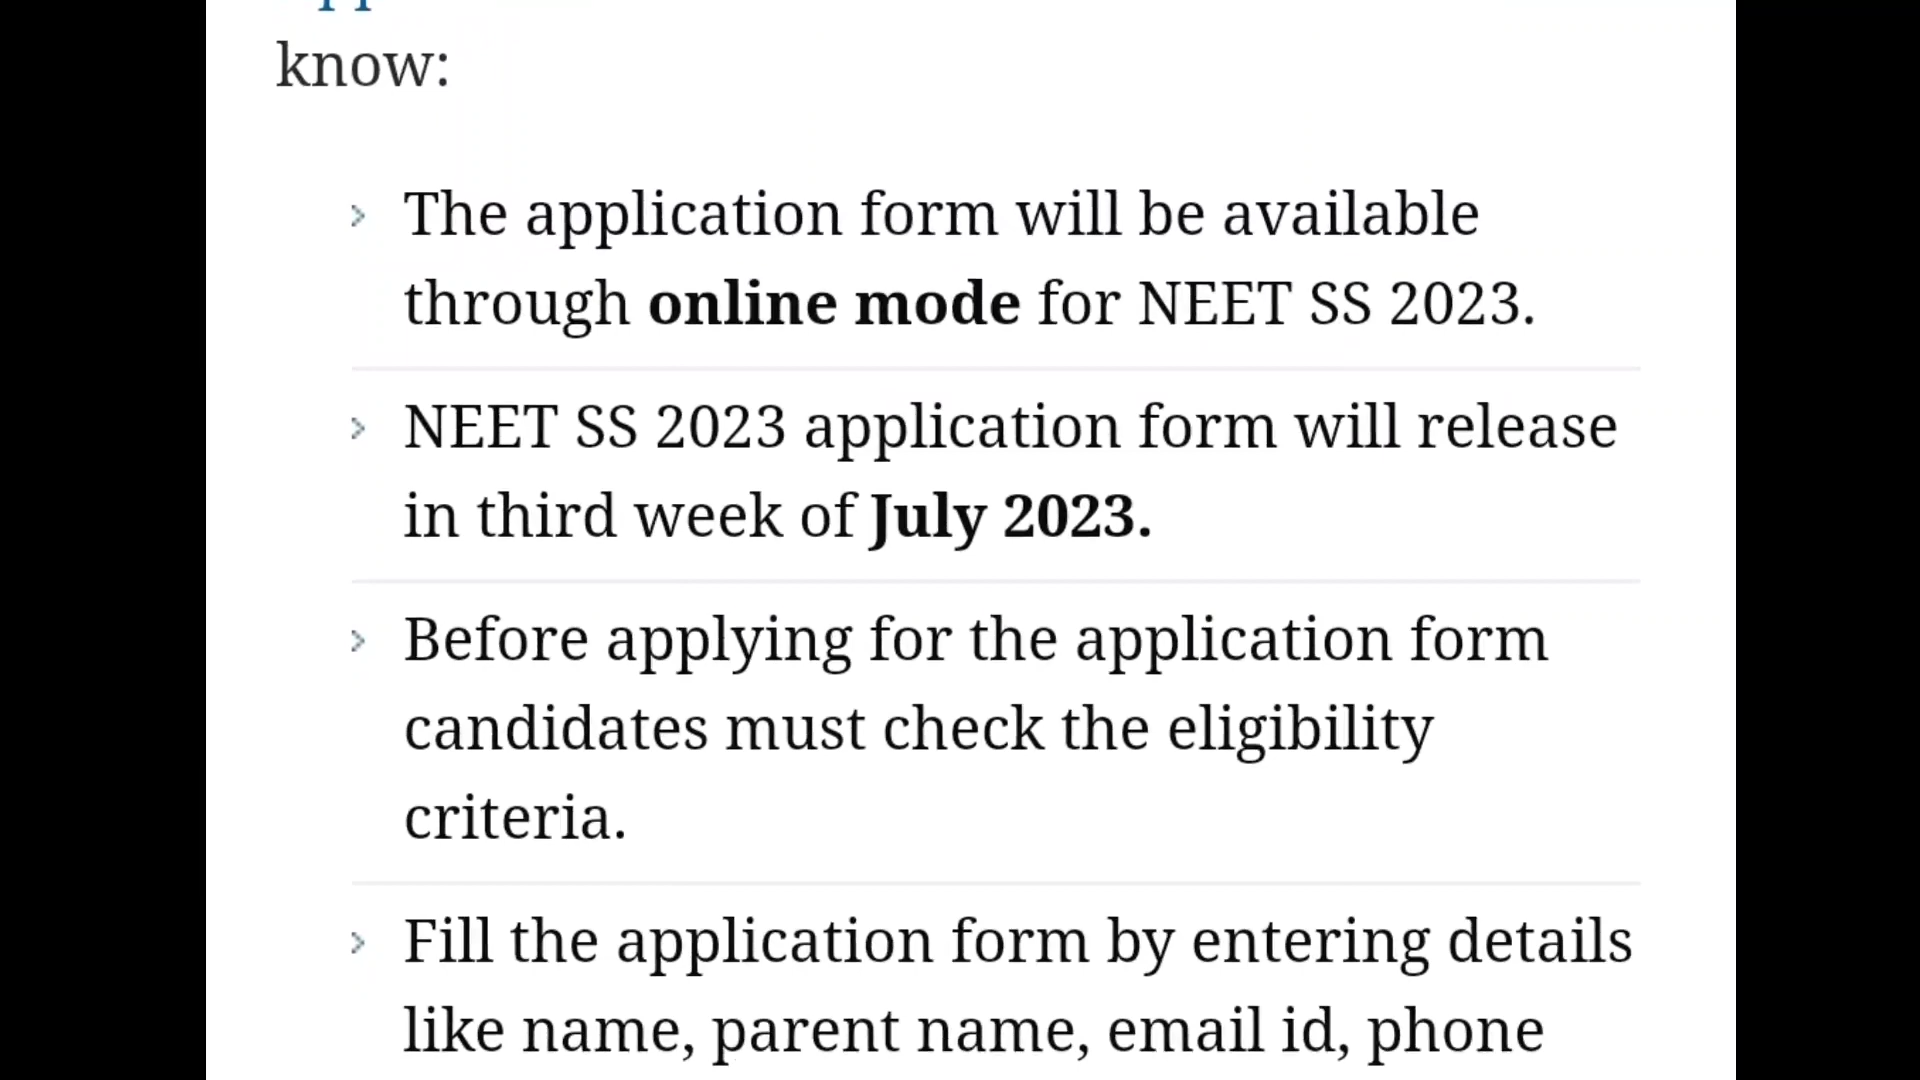 know:
The application form will be available
through online mode for NEET SS 2023.
NEET SS 2023 application form will release
in third week of July 2023.
Before applying for the application form
candidates must check the eligibility
criteria.
Fill the application form by entering details
like name, parent name, email id, phone